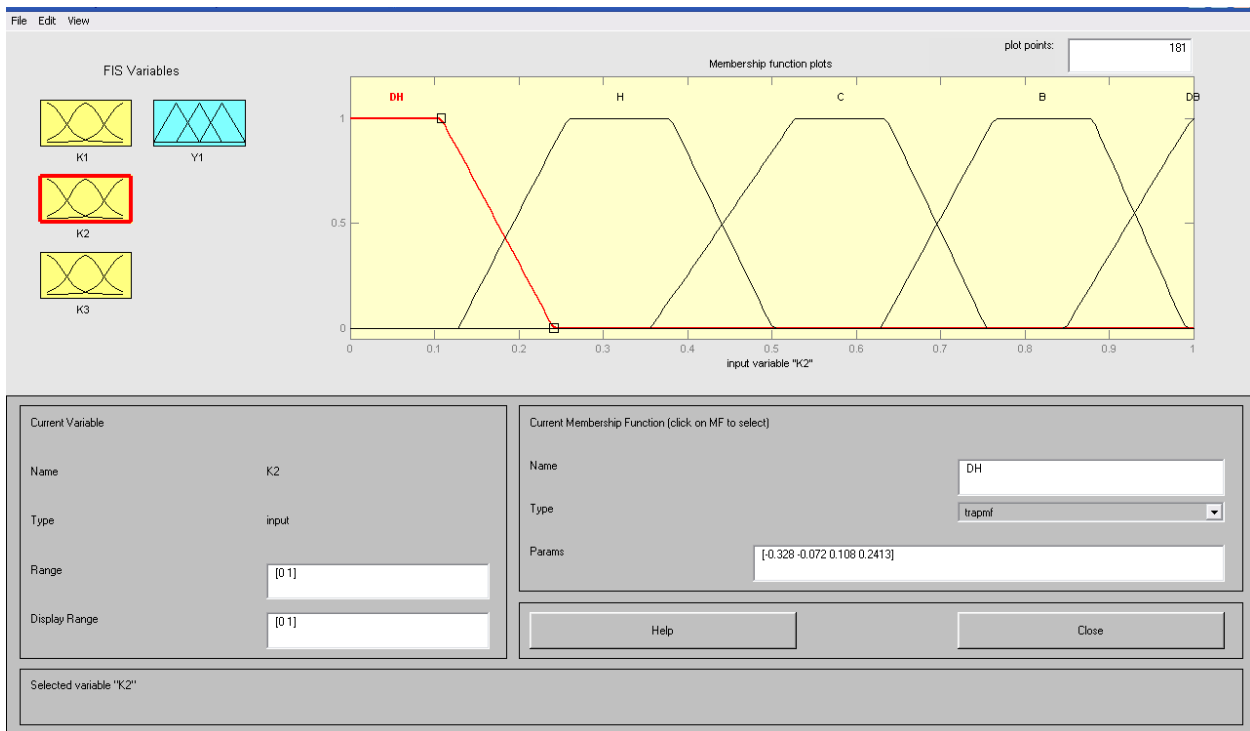 File Edit View
plot points: 181
FIS Variables
Membership function plots
K1
Y1
K2
K3
DH H C B DB
1
0.5
0
0 0.1 0.2 0.3 0.4 0.5 0.6 0.7 0.8 0.9 1
input variable "K2"
Current Variable
Name K2
Type input
Range [0 1]
Display Range [0 1]
Current Membership Function (click on MF to select)
Name DH
Type trapmf
Params [-0.328 -0.072 0.108 0.2413]
Help Close
Selected variable "K2"